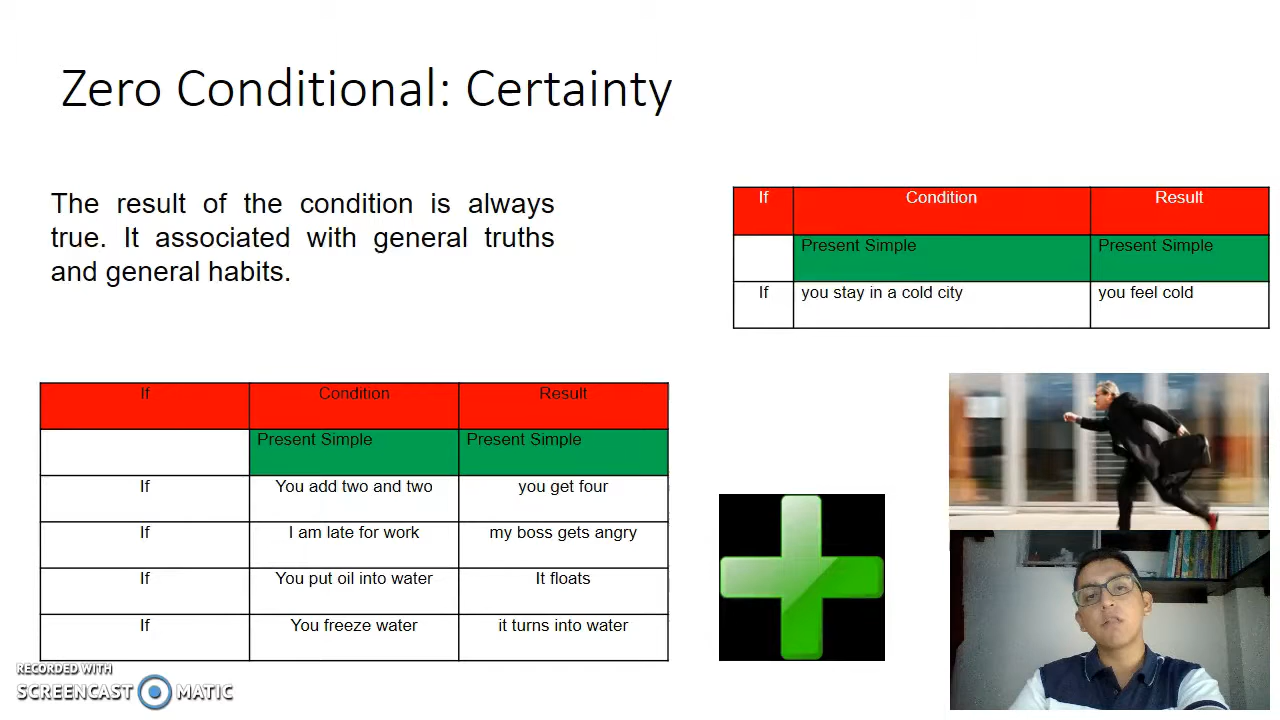 Zero Conditional: Certainty
The result of the condition is always
true. It associated with general truths
and general habits.
If Condition Result
Present Simple Present Simple
If you stay in a cold city you feel cold
If Condition Result
Present Simple Present Simple
If You add two and two you get four
If I am late for work my boss gets angry
If You put oil into water It floats
If You freeze water it turns into water
RECORDED WITH
SCREENCAST MATIC